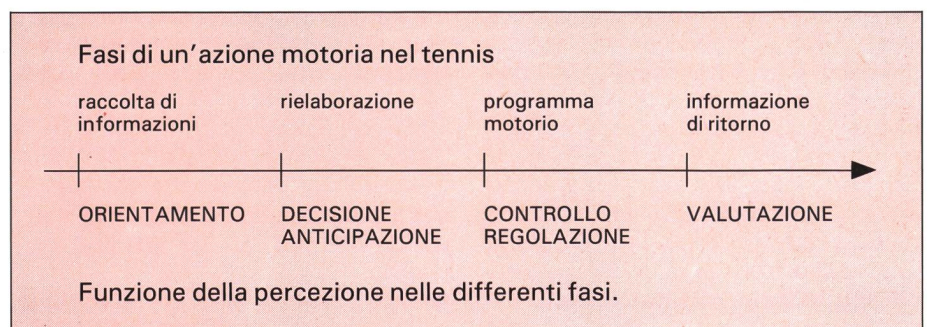 Fasi di un'azione motoria nel tennis
raccolta di informazioni
rielaborazione
programma motorio
informazione di ritorno
ORIENTAMENTO
DECISIONE ANTICIPAZIONE
CONTROLLO REGOLAZIONE
VALUTAZIONE
Funzione della percezione nelle differenti fasi.